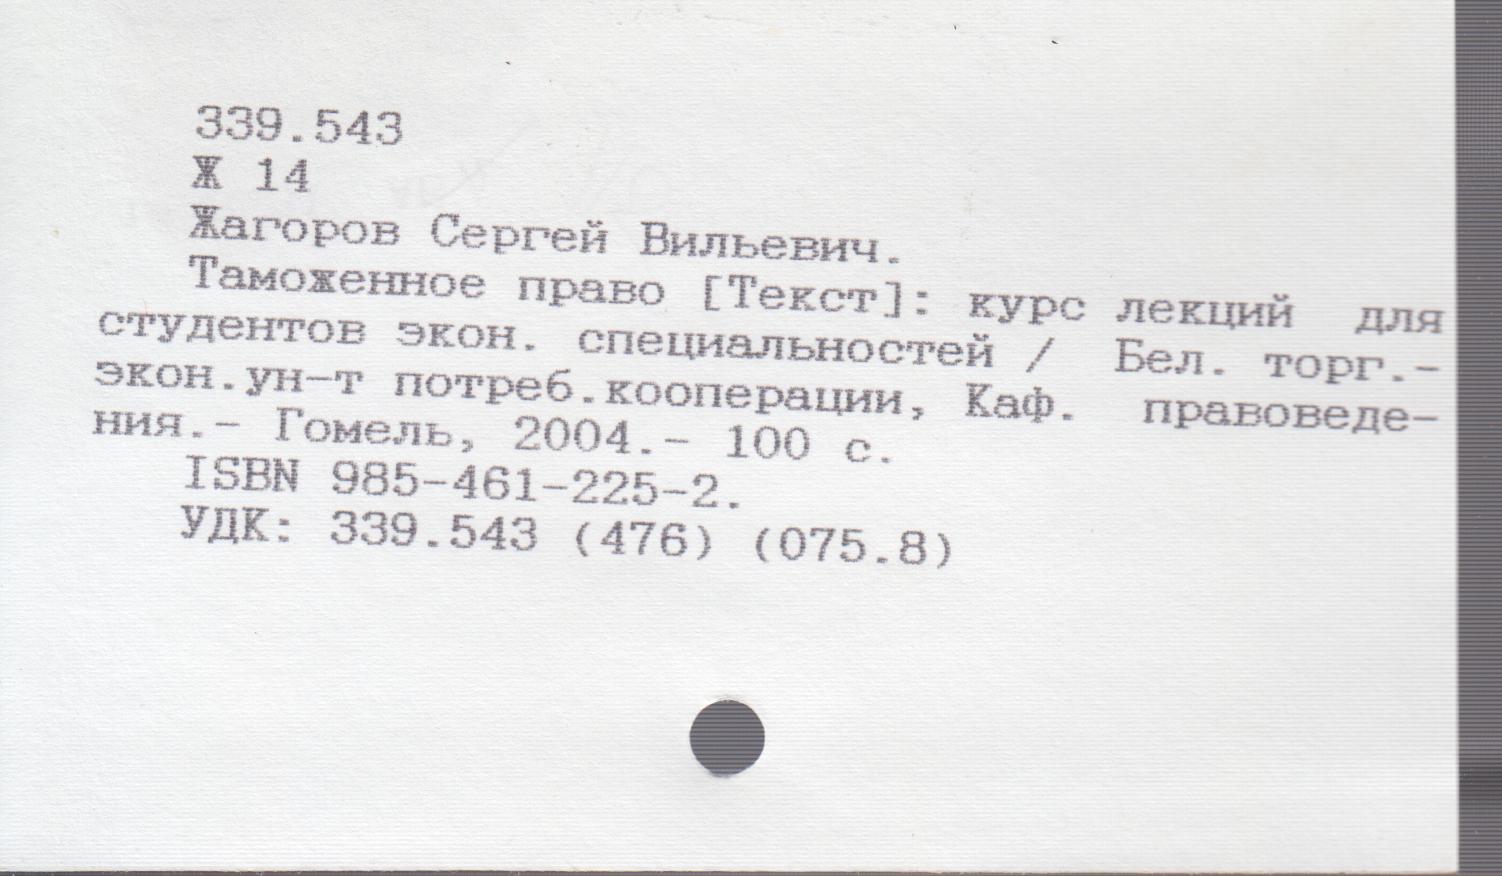 339.543
Ж 14
Жагоров Сергей Вильевич.
Таможенное право [Текст]: курс лекций для
студентов экон. специальностей / Бел. торг.-
экон.ун-т потреб.кооперации, Каф. правоведе-
ния.- Гомель, 2004.- 100 с.
ISBN 985-461-225-2.
УДК: 339.543 (476) (075.8)